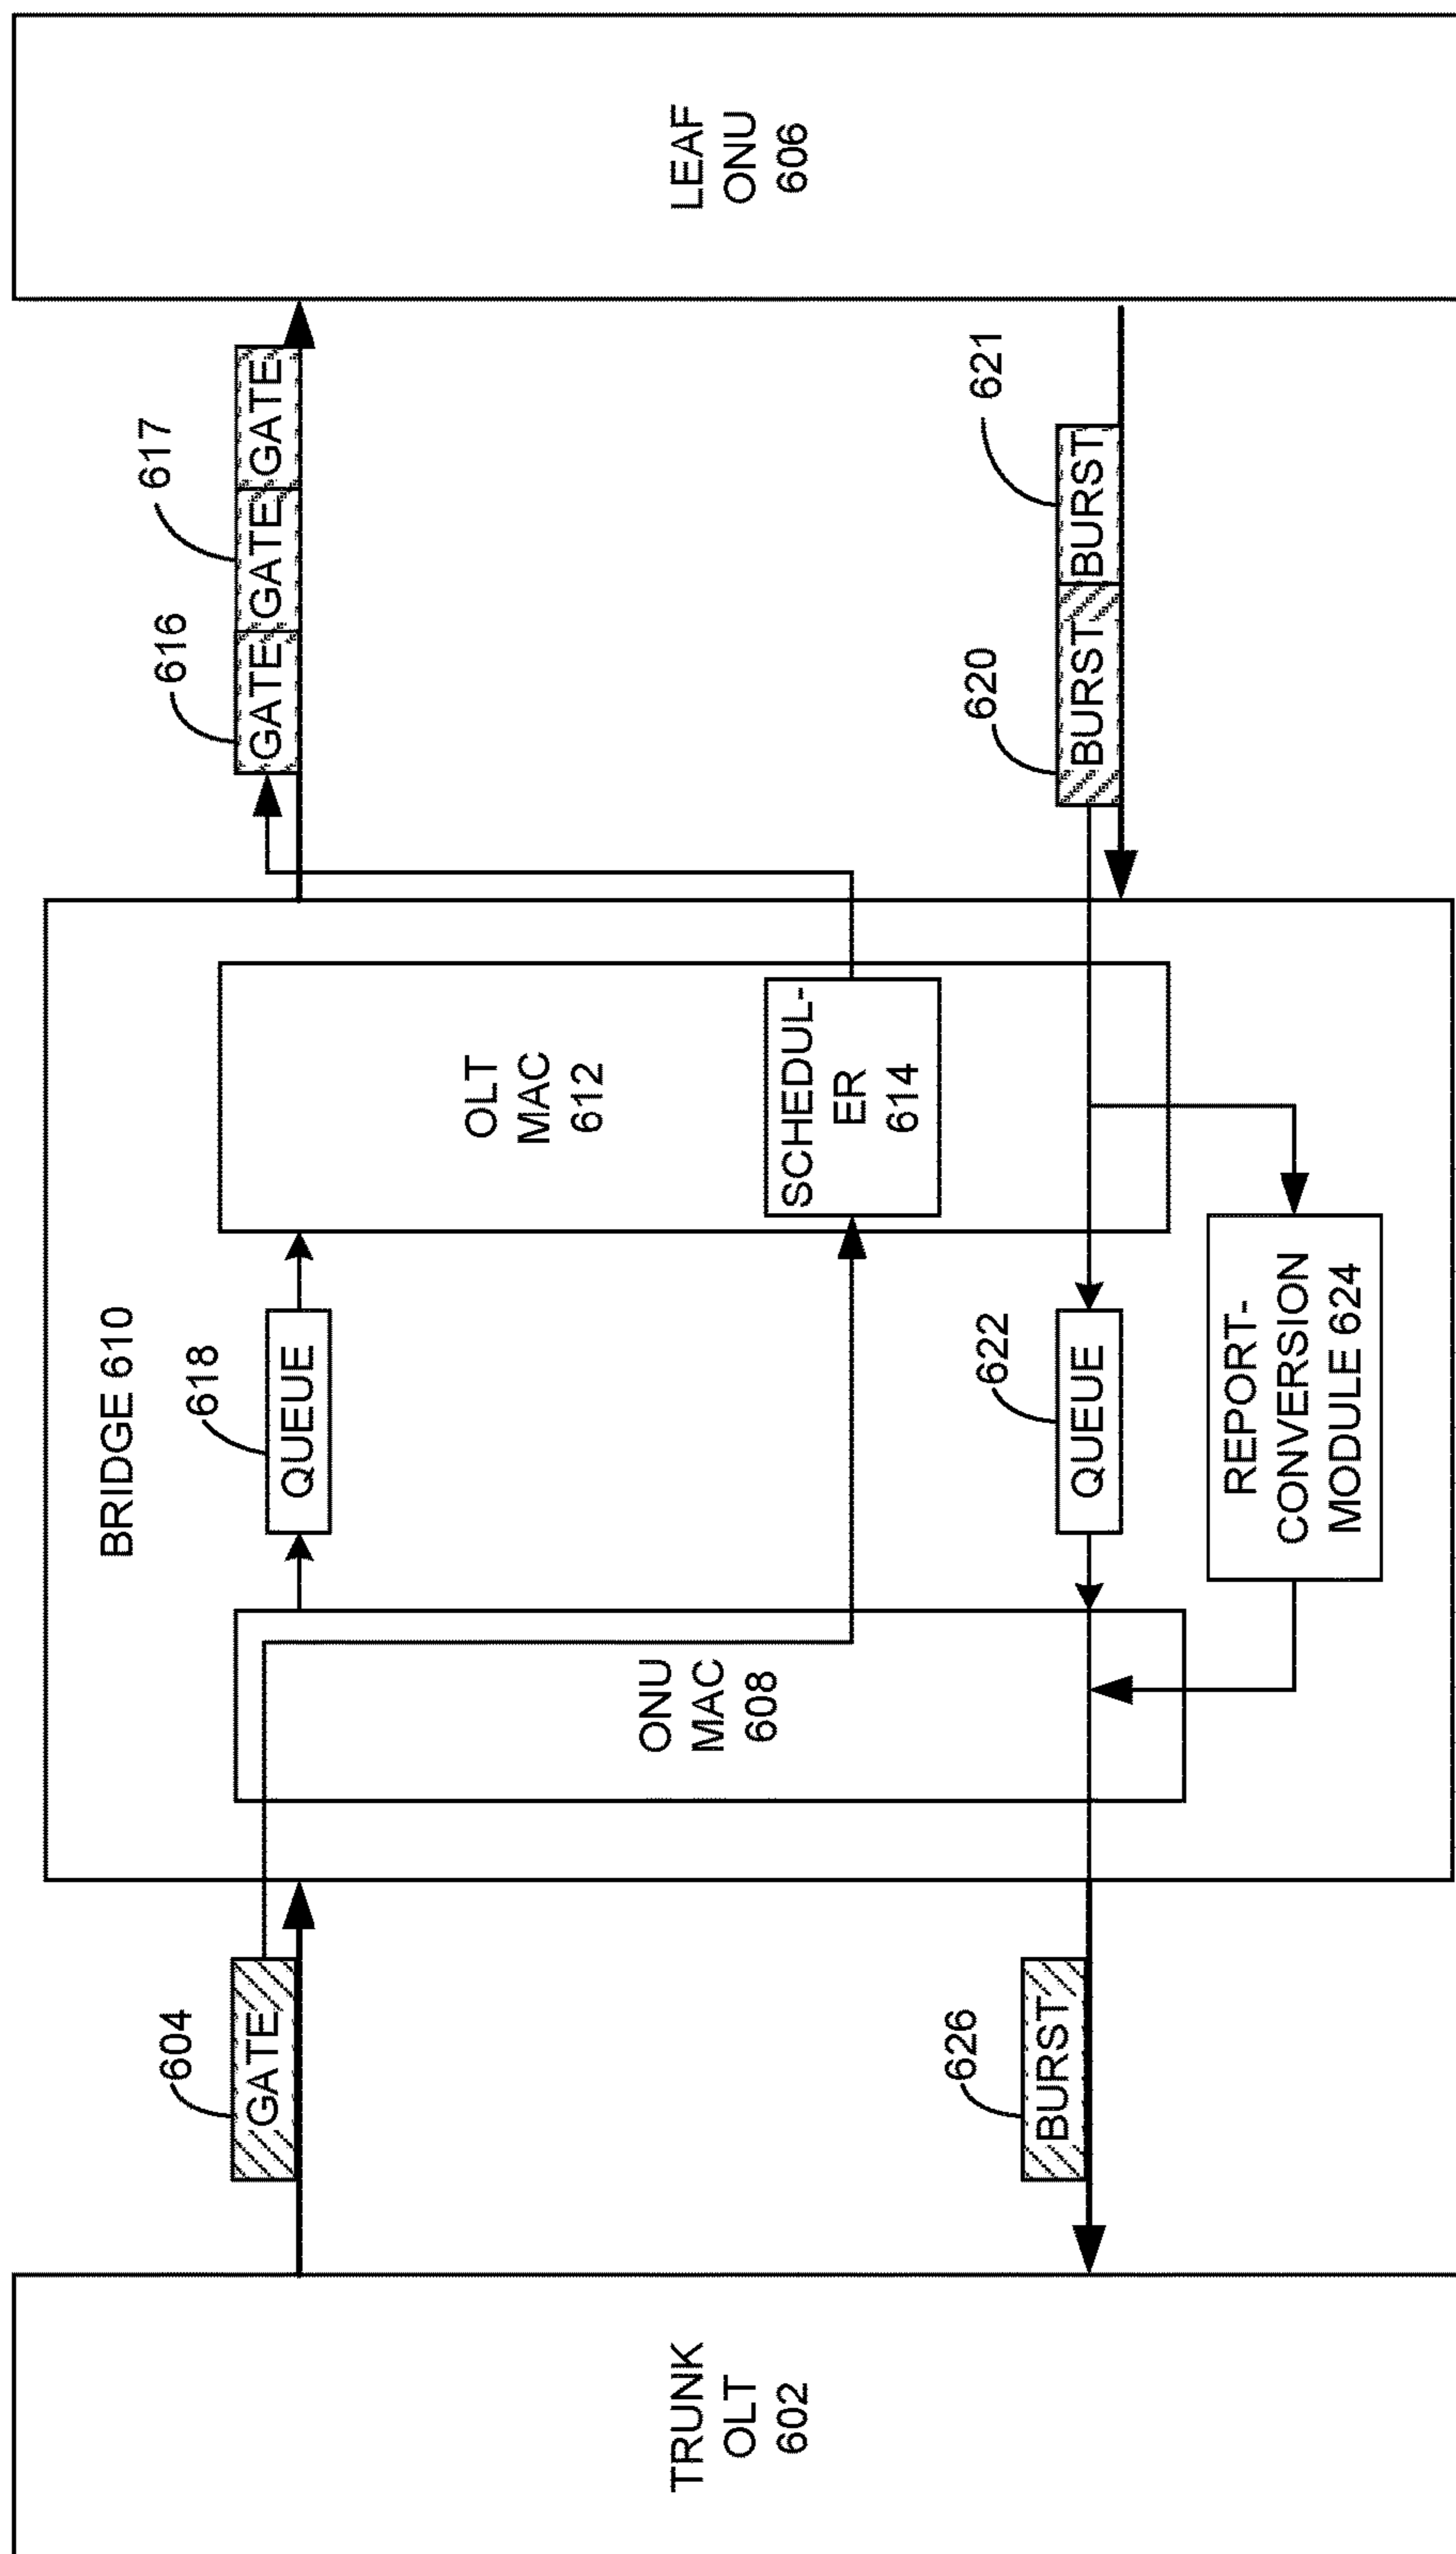 TRUNK
OLT
602
604
GATE
626
BURST
BRIDGE 610
ONU
MAC
608
618
QUEUE
622
QUEUE
REPORT-
CONVERSION
MODULE 624
OLT
MAC
612
SCHEDUL-
ER
614
616
617
GATE GATE GATE
620
621
BURST BURST
LEAF
ONU
606